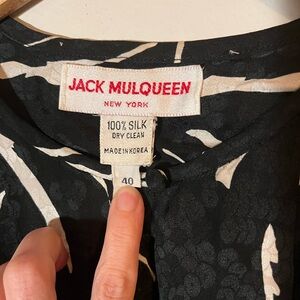 JACK MULQUEEN
NEW YORK
100% SILK
DRY CLEAN
MADE IN KOREA
40